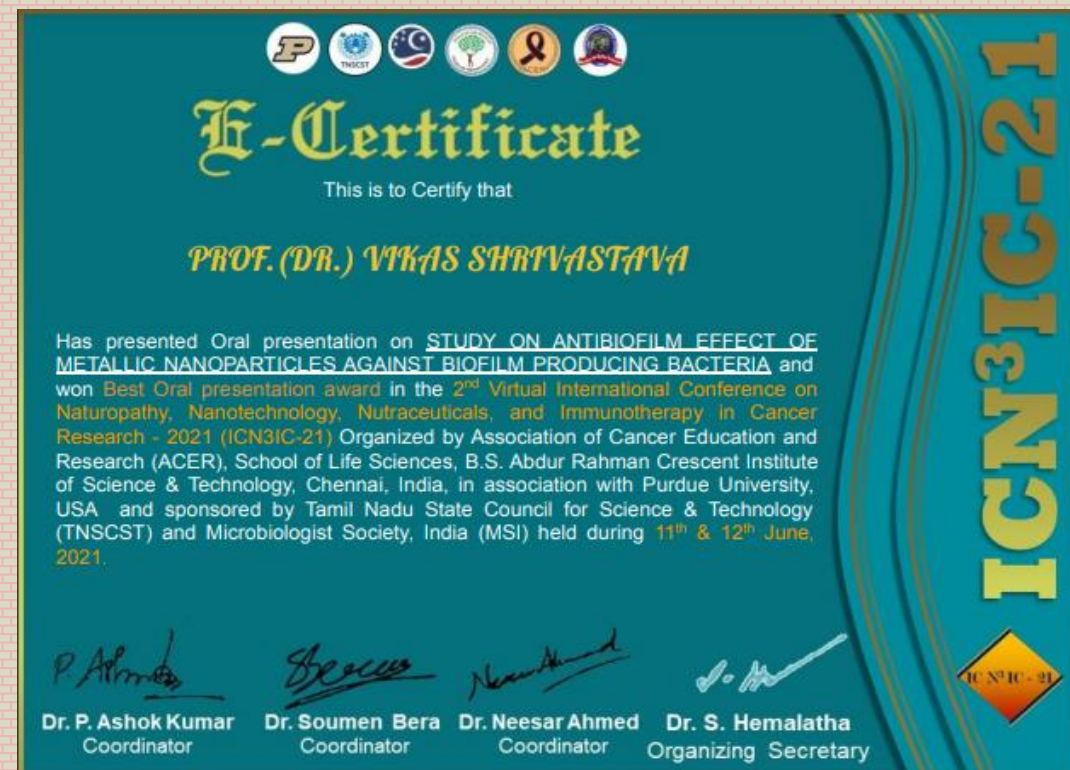 P
TNSCST
E-Certificate
This is to Certify that
PROF. (DR.) VIKAS SHRIVASTAVA
Has presented Oral presentation on STUDY ON ANTIBIOFILM EFFECT OF
METALLIC NANOPARTICLES AGAINST BIOFILM PRODUCING BACTERIA and
won Best Oral presentation award in the 2nd Virtual International Conference on
Naturopathy, Nanotechnology, Nutraceuticals, and Immunotherapy in Cancer
Research - 2021 (ICN3IC-21) Organized by Association of Cancer Education and
Research (ACER), School of Life Sciences, B.S. Abdur Rahman Crescent Institute
of Science & Technology, Chennai, India, in association with Purdue University,
USA and sponsored by Tamil Nadu State Council for Science & Technology
(TNSCST) and Microbiologist Society, India (MSI) held during 11th & 12th June,
2021.
Dr. P. Ashok Kumar
Coordinator
Dr. Soumen Bera
Coordinator
Dr. Neesar Ahmed
Coordinator
Dr. S. Hemalatha
Organizing Secretary
ICN³IC-21
IC N³ IC - 21